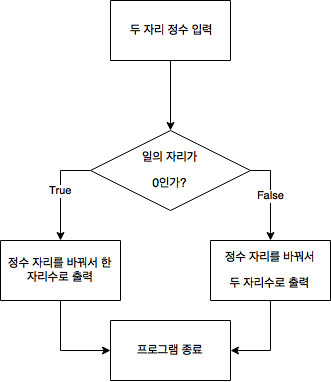 두 자리 정수 입력
일의 자리가
0인가?
True
False
정수 자리를 바꿔서 한
자리수로 출력
정수 자리를 바꿔서
두 자리수로 출력
프로그램 종료